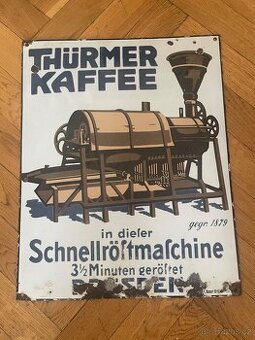 THÜRMER
KAFFEE
gegr. 1879
in dieſer
Schnellröſtmaſchine
3½ Minuten geröſtet
DRESDEN